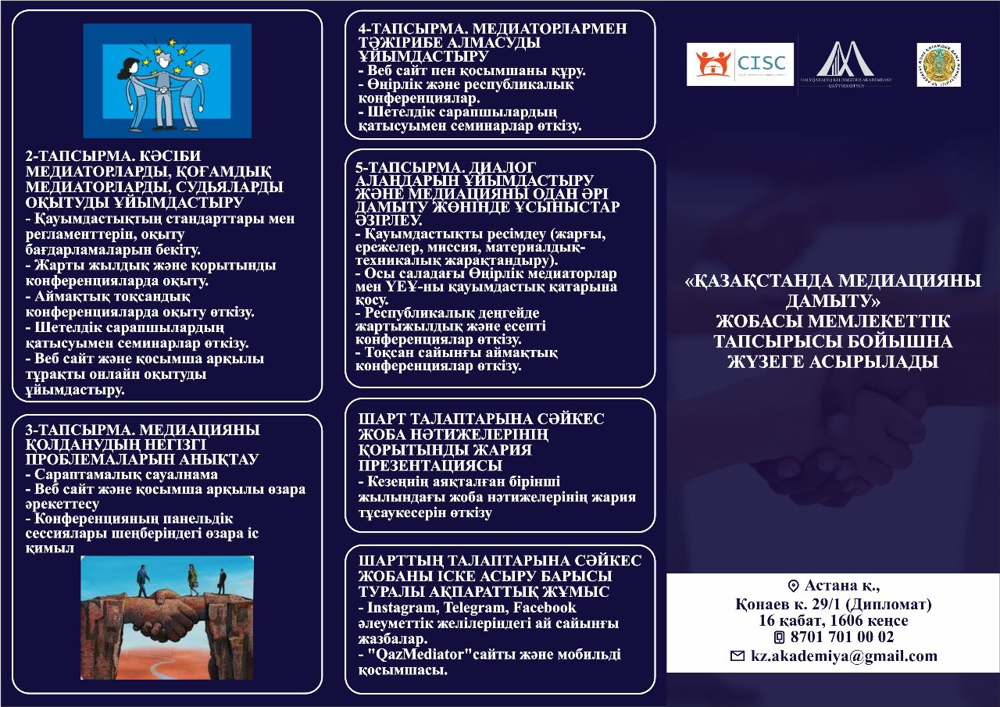 2-ТАПСЫРМА. КӘСІБИ
МЕДИАТОРЛАРДЫ, ҚОҒАМДЫҚ
МЕДИАТОРЛАРДЫ, СУДЬЯЛАРДЫ
ОҚЫТУДЫ ҰЙЫМДАСТЫРУ
- Қауымдастықтың стандарттары мен
регламенттерін, оқыту
бағдарламаларын бекіту.
- Жарты жылдық және қорытынды
конференцияларда оқыту.
- Аймақтық тоқсандық
конференцияларда оқыту өткізу.
- Шетелдік сарапшылардың
қатысуымен семинарлар өткізу.
- Веб сайт және қосымша арқылы
тұрақты онлайн оқытуды
ұйымдастыру.
3-ТАПСЫРМА. МЕДИАЦИЯНЫ
ҚОЛДАНУДЫҢ НЕГІЗГІ
ПРОБЛЕМАЛАРЫН АНЫҚТАУ
- Сараптамалық сауалнама
- Веб сайт және қосымша арқылы өзара
әрекеттесу
- Конференцияның панельдік
сессиялары шеңберіндегі өзара іс
қимыл
4-ТАПСЫРМА. МЕДИАТОРЛАРМЕН
ТӘЖІРИБЕ АЛМАСУДЫ
ҰЙЫМДАСТЫРУ
- Веб сайт пен қосымшаны құру.
- Өңірлік және республикалық
конференциялар.
- Шетелдік сарапшылардың
қатысуымен семинарлар өткізу.
5-ТАПСЫРМА. ДИАЛОГ
АЛАҢДАРЫН ҰЙЫМДАСТЫРУ
ЖӘНЕ МЕДИАЦИЯНЫ ОДАН ӘРІ
ДАМЫТУ ЖӨНІНДЕ ҰСЫНЫСТАР
ӘЗІРЛЕУ.
- Қауымдастықты ресімдеу (жарғы,
ережелер, миссия, материалдық-
техникалық жарақтандыру).
- Осы саладағы Өңірлік медиаторлар
мен ҮЕҰ-ны қауымдастық қатарына
қосу.
- Республикалық деңгейде
жартыжылдық және есепті
конференциялар өткізу.
- Тоқсан сайынғы аймақтық
конференциялар өткізу.
ШАРТ ТАЛАПТАРЫНА СӘЙКЕС
ЖОБА НӘТИЖЕЛЕРІНІҢ
ҚОРЫТЫНДЫ ЖАРИЯ
ПРЕЗЕНТАЦИЯСЫ
- Кезеңнің аяқталған бірінші
жылындағы жоба нәтижелерінің жария
тұсаукесерін өткізу
ШАРТТЫҢ ТАЛАПТАРЫНА СӘЙКЕС
ЖОБАНЫ ІСКЕ АСЫРУ БАРЫСЫ
ТУРАЛЫ АҚПАРАТТЫҚ ЖҰМЫС
- Instagram, Telegram, Facebook
әлеуметтік желілеріндегі ай сайынғы
жазбалар.
- "QazMediator"сайты және мобильді
қосымшасы.
CISC
HALYQARALYQ KELISSÓZDER AKADEMIIASY
QAÝYMDASTYǴY
«ҚАЗАҚСТАНДА МЕДИАЦИЯНЫ
ДАМЫТУ»
ЖОБАСЫ МЕМЛЕКЕТТІК
ТАПСЫРЫСЫ БОЙЫШНА
ЖҮЗЕГЕ АСЫРЫЛАДЫ
Астана қ.,
Қонаев к. 29/1 (Дипломат)
16 қабат, 1606 кеңсе
8701 701 00 02
kz.akademiya@gmail.com